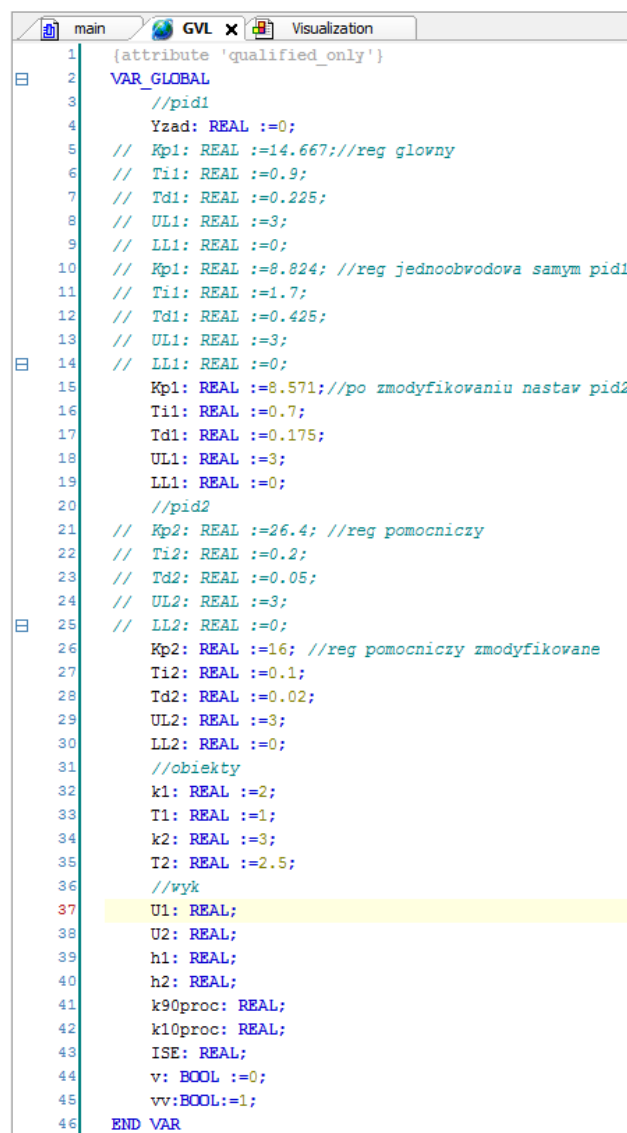 main GVL x Visualization
1 {attribute 'qualified_only'}
2 VAR_GLOBAL
3 //pid1
4 Yzad: REAL :=0;
5 // Kp1: REAL :=14.667;//reg glowny
6 // Ti1: REAL :=0.9;
7 // Td1: REAL :=0.225;
8 // UL1: REAL :=3;
9 // LL1: REAL :=0;
10 // Kp1: REAL :=8.824; //reg jednoobwodowa samym pid1
11 // Ti1: REAL :=1.7;
12 // Td1: REAL :=0.425;
13 // UL1: REAL :=3;
14 // LL1: REAL :=0;
15 Kp1: REAL :=8.571;//po zmodyfikowaniu nastaw pid2
16 Ti1: REAL :=0.7;
17 Td1: REAL :=0.175;
18 UL1: REAL :=3;
19 LL1: REAL :=0;
20 //pid2
21 // Kp2: REAL :=26.4; //reg pomocniczy
22 // Ti2: REAL :=0.2;
23 // Td2: REAL :=0.05;
24 // UL2: REAL :=3;
25 // LL2: REAL :=0;
26 Kp2: REAL :=16; //reg pomocniczy zmodyfikowane
27 Ti2: REAL :=0.1;
28 Td2: REAL :=0.02;
29 UL2: REAL :=3;
30 LL2: REAL :=0;
31 //obiekty
32 k1: REAL :=2;
33 T1: REAL :=1;
34 k2: REAL :=3;
35 T2: REAL :=2.5;
36 //wyk
37 U1: REAL;
38 U2: REAL;
39 h1: REAL;
40 h2: REAL;
41 k90proc: REAL;
42 k10proc: REAL;
43 ISE: REAL;
44 v: BOOL :=0;
45 vv:BOOL:=1;
46 END_VAR